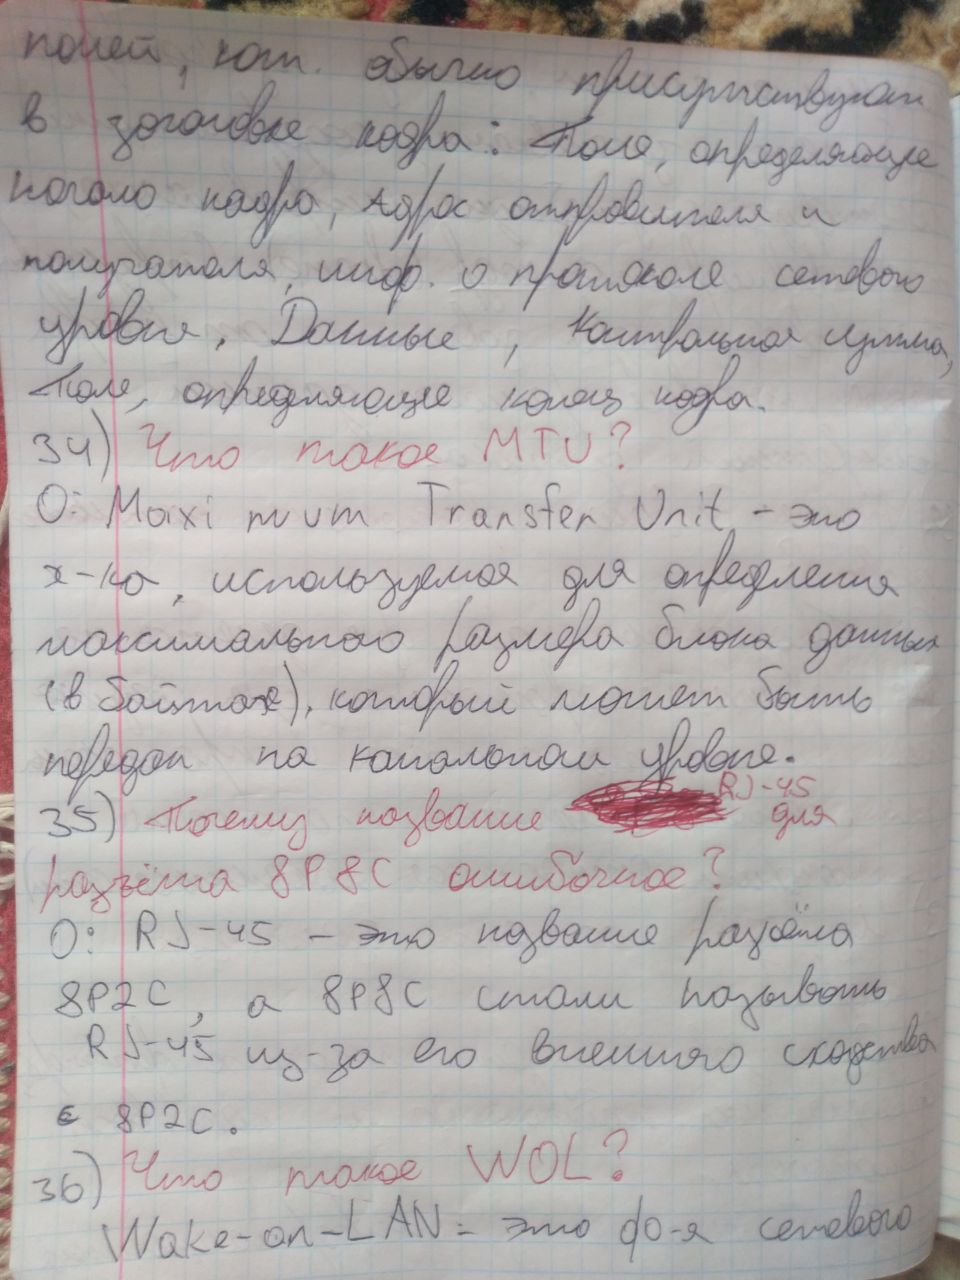 полей, кот. обычно присутствуют
в заголовке кадра: Поле, определяющее
начало кадра, Адрес отправителя и
получателя, инф. о протоколе сетевого
уровня, Данные, Контрольная сумма,
Поле, определяющее конец кадра.
34) Что такое MTU?
О: Maximum Transfer Unit - это
х-ка, используемая для определения
максимального размера блока данных
(в байтах), который может быть
передан на канальном уровне.
35) Почему название RJ-45 для
разъёма 8P8C ошибочное?
О: RJ-45 - это название разъёма
8P2C, а 8P8C стали называть
RJ-45 из-за его внешнего сходства
с 8P2C.
36) Что такое WOL?
Wake-on-LAN - это ф-я сетевого